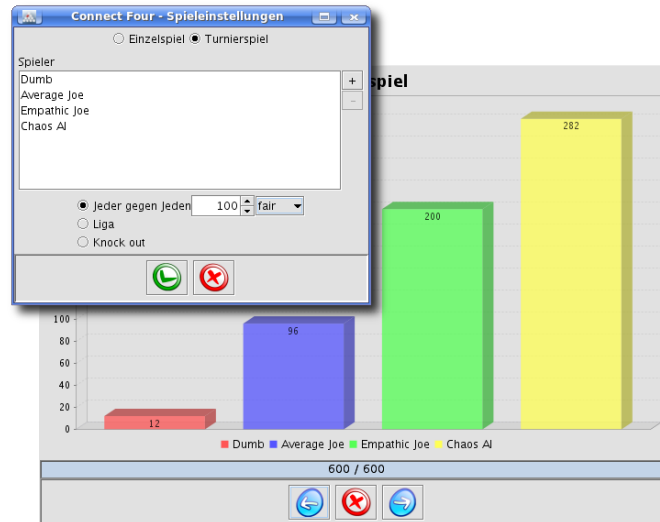 Connect Four - Spieleinstellungen
Einzelspiel Turnierspiel
Spieler
Dumb
Average Joe
Empathic Joe
Chaos AI
+
-
Jeder gegen Jeden 100 fair
Liga
Knock out
spiel
282
200
96
12
100
80
60
40
20
0
Dumb Average Joe Empathic Joe Chaos AI
600 / 600